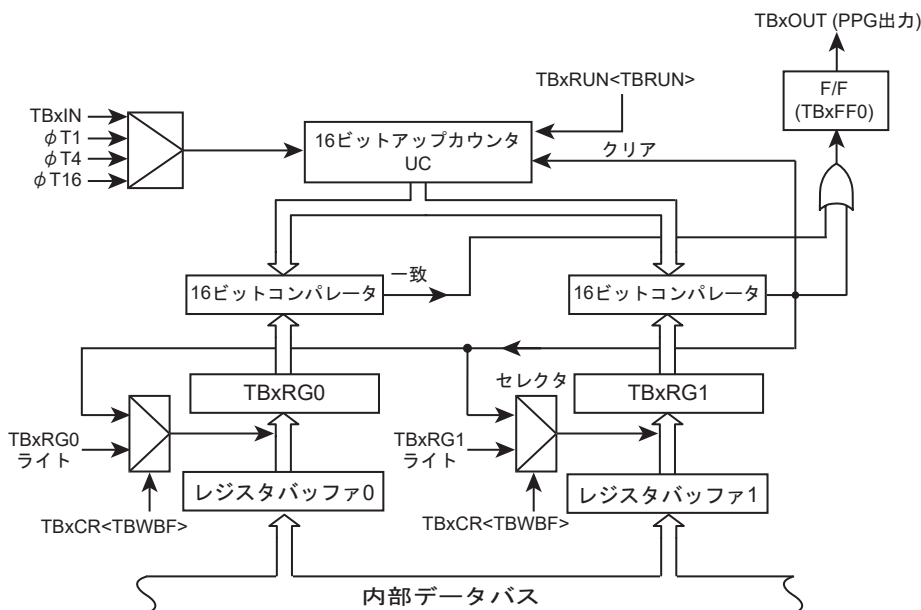 TBxOUT (PPG出力)
TBxRUN<TBRUN>
F/F
(TBxFF0)
TBxIN
φT1
φT4
φT16
16ビットアップカウンタ
UC
クリア
一致
16ビットコンパレータ
16ビットコンパレータ
TBxRG0
セレクタ
TBxRG1
TBxRG0
ライト
TBxRG1
ライト
レジスタバッファ0
レジスタバッファ1
TBxCR<TBWBF>
TBxCR<TBWBF>
内部データバス